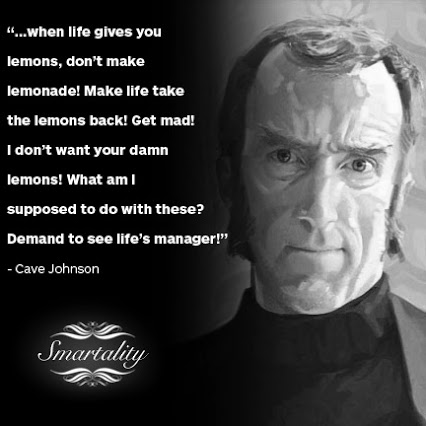 “...when life gives you
lemons, don’t make
lemonade! Make life take
the lemons back! Get mad!
I don’t want your damn
lemons! What am I
supposed to do with these?
Demand to see life’s manager!”
- Cave Johnson
Smartality